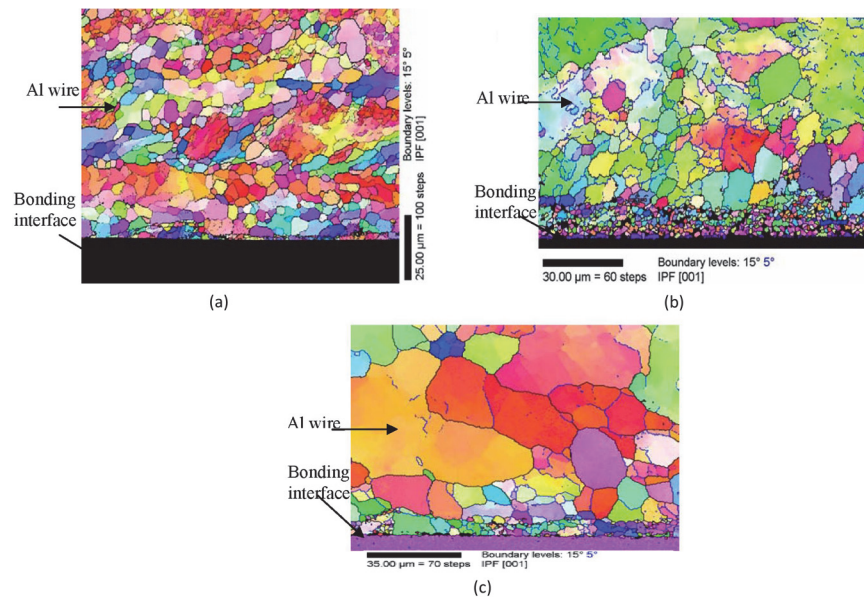 Al wire
Bonding
interface
25.00 µm = 100 steps
Boundary levels: 15° 5°
IPF [001]
(a)
Al wire
Bonding
interface
30.00 µm = 60 steps
Boundary levels: 15° 5°
IPF [001]
(b)
Al wire
Bonding
interface
35.00 µm = 70 steps
Boundary levels: 15° 5°
IPF [001]
(c)